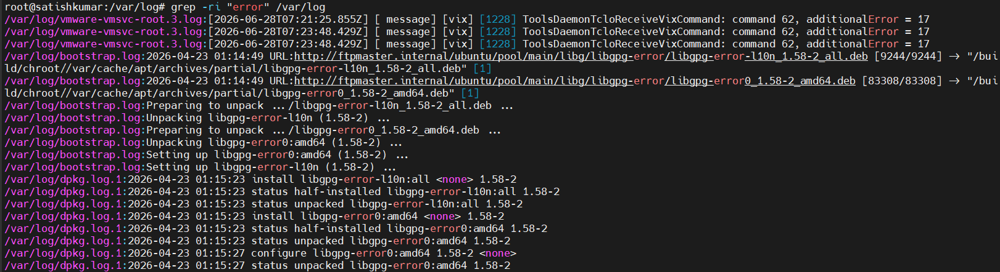 root@satishkumar:/var/log# grep -ri "error" /var/log
/var/log/vmware-vmsvc-root.3.log:[2026-06-28T07:21:25.855Z] [ message] [vix] [1228] ToolsDaemonTcloReceiveVixCommand: command 62, additionalError = 17
/var/log/vmware-vmsvc-root.3.log:[2026-06-28T07:23:48.429Z] [ message] [vix] [1228] ToolsDaemonTcloReceiveVixCommand: command 62, additionalError = 17
/var/log/vmware-vmsvc-root.3.log:[2026-06-28T07:23:48.429Z] [ message] [vix] [1228] ToolsDaemonTcloReceiveVixCommand: command 62, additionalError = 17
/var/log/bootstrap.log:2026-04-23 01:14:49 URL:http://ftpmaster.internal/ubuntu/pool/main/libg/libgpg-error/libgpg-error-l10n_1.58-2_all.deb [9244/9244] -> "/bui
ld/chroot//var/cache/apt/archives/partial/libgpg-error-l10n_1.58-2_all.deb" [1]
/var/log/bootstrap.log:2026-04-23 01:14:49 URL:http://ftpmaster.internal/ubuntu/pool/main/libg/libgpg-error/libgpg-error0_1.58-2_amd64.deb [83308/83308] -> "/bui
ld/chroot//var/cache/apt/archives/partial/libgpg-error0_1.58-2_amd64.deb" [1]
/var/log/bootstrap.log:Preparing to unpack .../libgpg-error-l10n_1.58-2_all.deb ...
/var/log/bootstrap.log:Unpacking libgpg-error-l10n (1.58-2) ...
/var/log/bootstrap.log:Preparing to unpack .../libgpg-error0_1.58-2_amd64.deb ...
/var/log/bootstrap.log:Unpacking libgpg-error0:amd64 (1.58-2) ...
/var/log/bootstrap.log:Setting up libgpg-error0:amd64 (1.58-2) ...
/var/log/bootstrap.log:Setting up libgpg-error-l10n (1.58-2) ...
/var/log/dpkg.log.1:2026-04-23 01:15:23 install libgpg-error-l10n:all <none> 1.58-2
/var/log/dpkg.log.1:2026-04-23 01:15:23 status half-installed libgpg-error-l10n:all 1.58-2
/var/log/dpkg.log.1:2026-04-23 01:15:23 status unpacked libgpg-error-l10n:all 1.58-2
/var/log/dpkg.log.1:2026-04-23 01:15:23 install libgpg-error0:amd64 <none> 1.58-2
/var/log/dpkg.log.1:2026-04-23 01:15:23 status half-installed libgpg-error0:amd64 1.58-2
/var/log/dpkg.log.1:2026-04-23 01:15:23 status unpacked libgpg-error0:amd64 1.58-2
/var/log/dpkg.log.1:2026-04-23 01:15:27 configure libgpg-error0:amd64 1.58-2 <none>
/var/log/dpkg.log.1:2026-04-23 01:15:27 status unpacked libgpg-error0:amd64 1.58-2